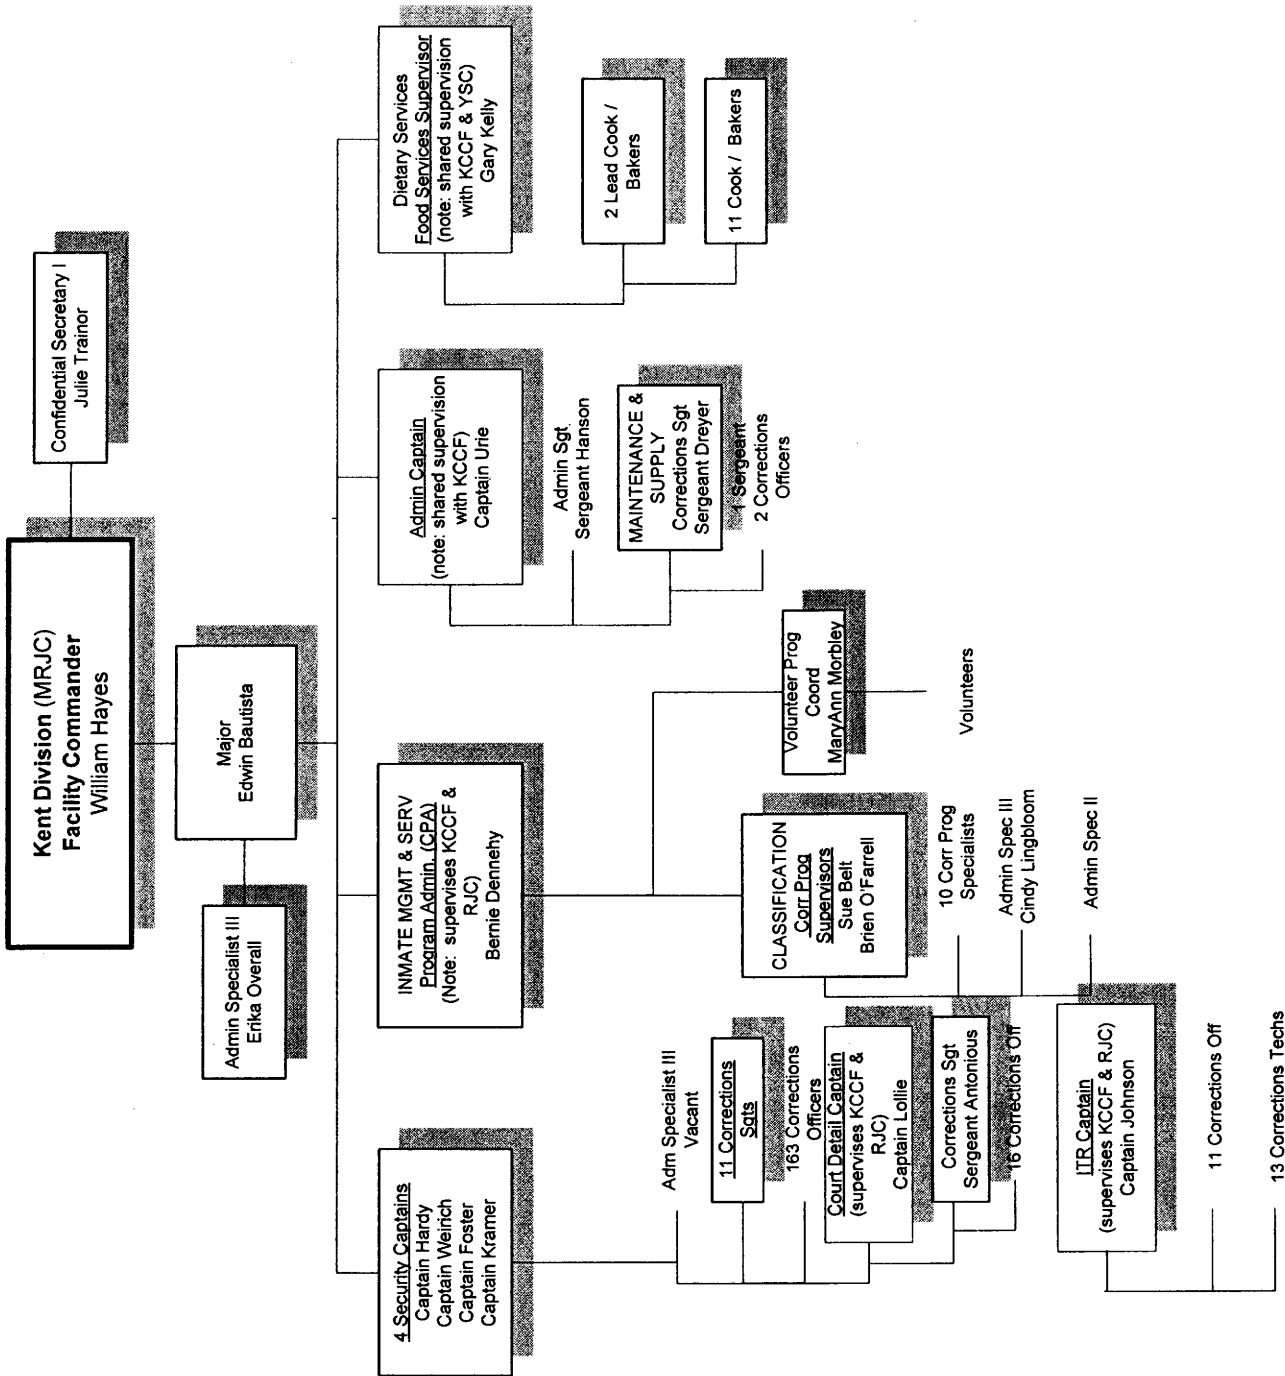 Kent Division (MRJC)
Facility Commander
William Hayes
Confidential Secretary I
Julie Trainor
Major
Edwin Bautista
Admin Specialist III
Erika Overall
4 Security Captains
Captain Hardy
Captain Weirich
Captain Foster
Captain Kramer
Adm Specialist III
Vacant
11 Corrections
Sgts
163 Corrections
Officers
Court Detail Captain
(supervises KCCF &
RJC)
Captain Lollie
Corrections Sgt
Sergeant Antonious
16 Corrections Off
ITR Captain
(supervises KCCF & RJC)
Captain Johnson
11 Corrections Off
13 Corrections Techs
INMATE MGMT & SERV
Program Admin. (CPA)
(Note: supervises KCCF &
RJC)
Bernie Dennehy
CLASSIFICATION
Corr Prog
Supervisors
Sue Belt
Brien O'Farrell
10 Corr Prog
Specialists
Admin Spec III
Cindy Lingbloom
Admin Spec II
Volunteer Prog
Coord
MaryAnn Morbley
Volunteers
Admin Captain
(note: shared supervision
with KCCF)
Captain Urie
Admin Sgt
Sergeant Hanson
MAINTENANCE &
SUPPLY
Corrections Sgt
Sergeant Dreyer
1 Sergeant
2 Corrections
Officers
Dietary Services
Food Services Supervisor
(note: shared supervision
with KCCF & YSC)
Gary Kelly
2 Lead Cook /
Bakers
11 Cook / Bakers